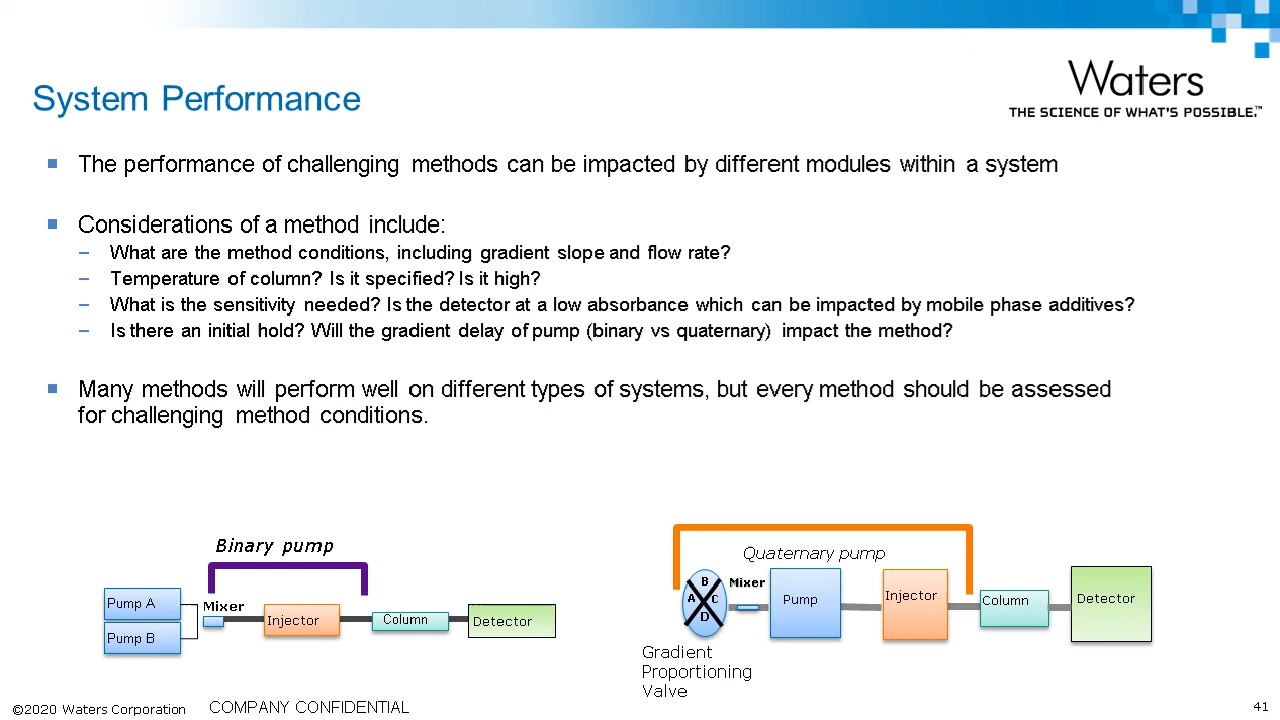 Waters
THE SCIENCE OF WHAT'S POSSIBLE.™
System Performance
The performance of challenging methods can be impacted by different modules within a system
Considerations of a method include:
– What are the method conditions, including gradient slope and flow rate?
– Temperature of column? Is it specified? Is it high?
– What is the sensitivity needed? Is the detector at a low absorbance which can be impacted by mobile phase additives?
– Is there an initial hold? Will the gradient delay of pump (binary vs quaternary) impact the method?
Many methods will perform well on different types of systems, but every method should be assessed
for challenging method conditions.
Binary pump
Pump A
Pump B
Mixer
Injector
Column
Detector
Quaternary pump
B
A C
D
Mixer
Pump
Injector
Column
Detector
Gradient
Proportioning
Valve
©2020 Waters Corporation
COMPANY CONFIDENTIAL
41